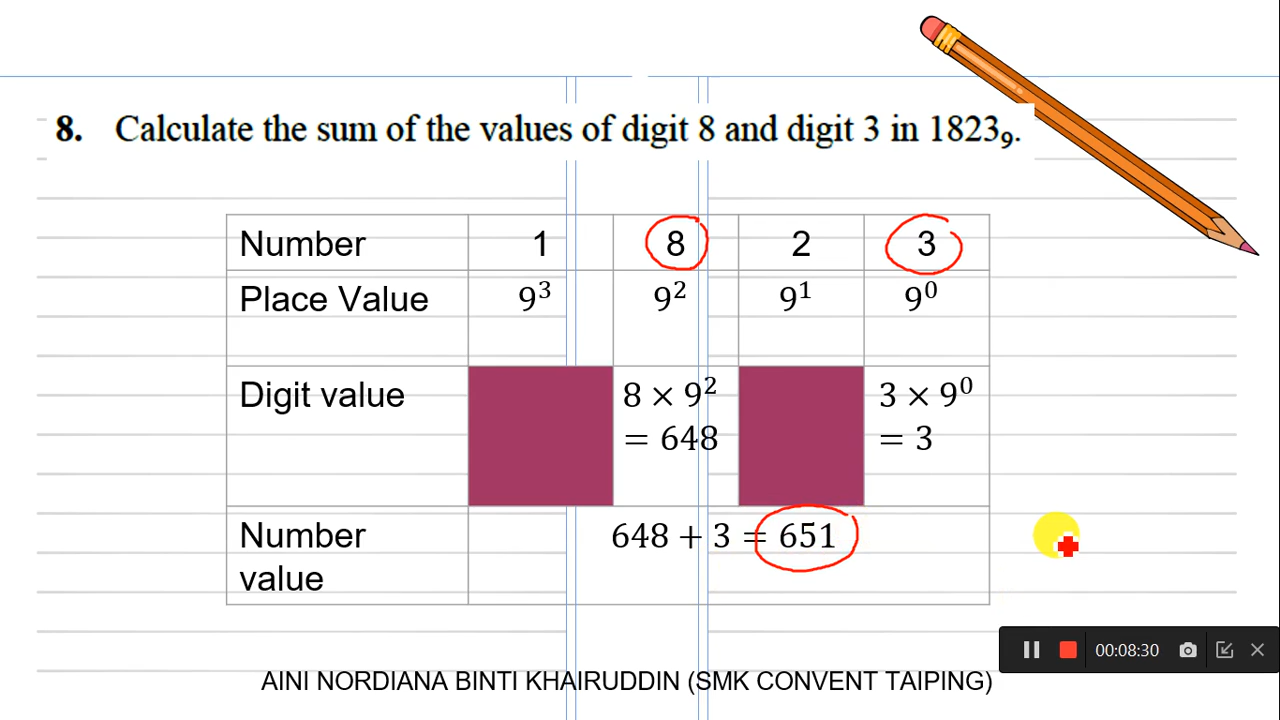 8. Calculate the sum of the values of digit 8 and digit 3 in 1823₉.
Number 1 8 2 3
Place Value 9³ 9² 9¹ 9⁰
Digit value 8 × 9² 3 × 9⁰
= 648 = 3
Number 648 + 3 = 651
value
00:08:30
AINI NORDIANA BINTI KHAIRUDDIN (SMK CONVENT TAIPING)